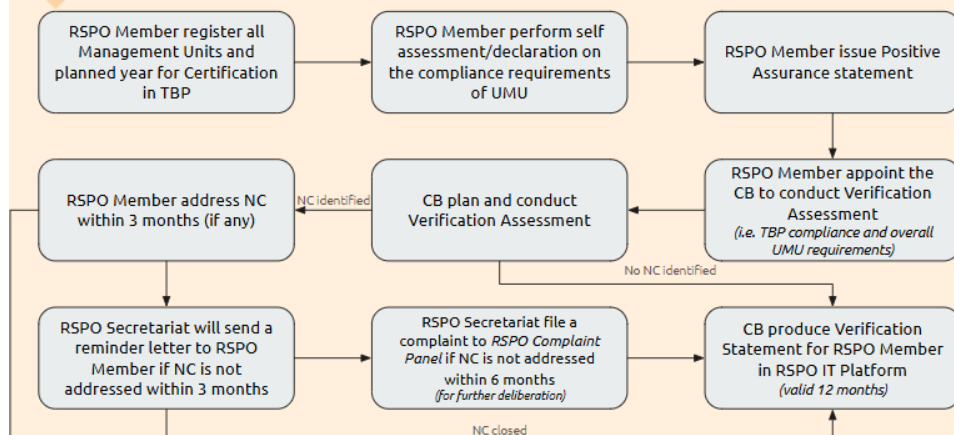 RSPO Member register all
Management Units and
planned year for Certification
in TBP
RSPO Member perform self
assessment/declaration on
the compliance requirements
of UMU
RSPO Member issue Positive
Assurance statement
RSPO Member address NC
within 3 months (if any)
NC identified
CB plan and conduct
Verification Assessment
RSPO Member appoint the
CB to conduct Verification
Assessment
(i.e. TBP compliance and overall
UMU requirements)
No NC identified
RSPO Secretariat will send a
reminder letter to RSPO
Member if NC is not
addressed within 3 months
RSPO Secretariat file a
complaint to RSPO Complaint
Panel if NC is not addressed
within 6 months
(for further deliberation)
CB produce Verification
Statement for RSPO Member
in RSPO IT Platform
(valid 12 months)
NC closed